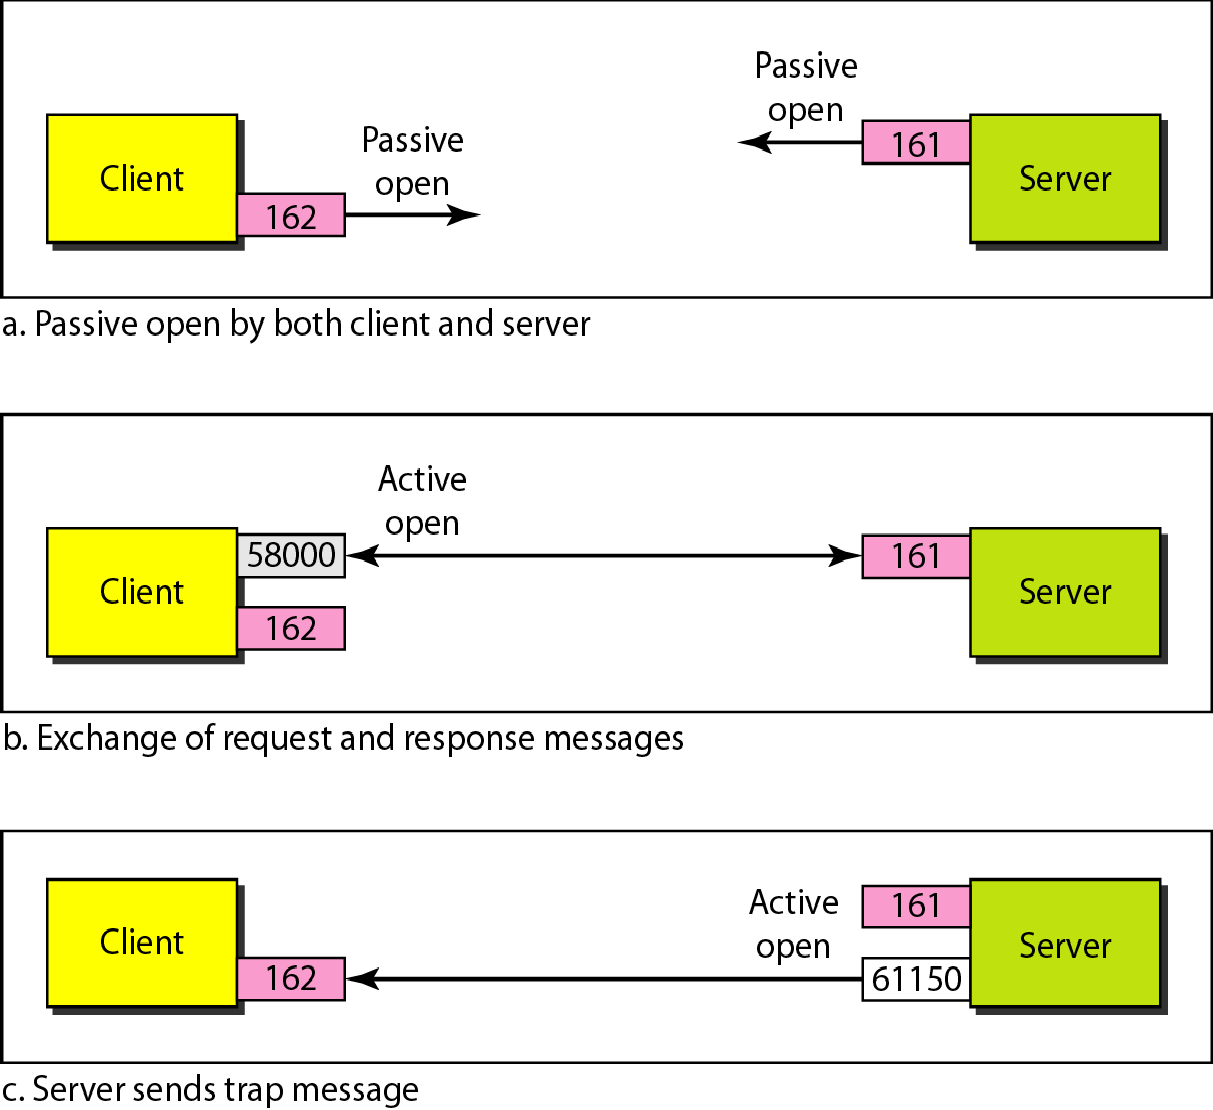 Passive
open
Passive
open
Client
162
161
Server
a. Passive open by both client and server
Active
open
58000
Client
162
161
Server
b. Exchange of request and response messages
Client
162
Active
open
161
61150
Server
c. Server sends trap message